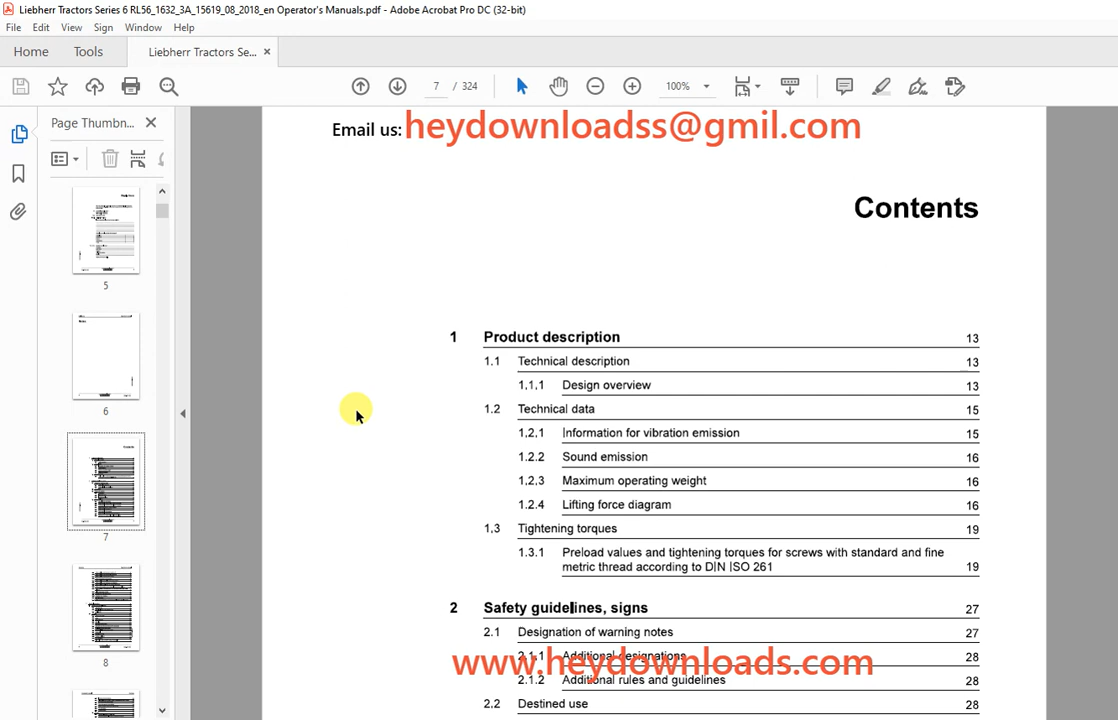 Liebherr Tractors Series 6 RL56_1632_3A_15619_08_2018_en Operator's Manuals.pdf - Adobe Acrobat Pro DC (32-bit)
File Edit View Sign Window Help
Home Tools Liebherr Tractors Se... ×
7 / 324 100%
Page Thumbn...
5
6
7
8
Email us: heydownloadss@gmil.com
Contents
1 Product description 13
1.1 Technical description 13
1.1.1 Design overview 13
1.2 Technical data 15
1.2.1 Information for vibration emission 15
1.2.2 Sound emission 16
1.2.3 Maximum operating weight 16
1.2.4 Lifting force diagram 16
1.3 Tightening torques 19
1.3.1 Preload values and tightening torques for screws with standard and fine
metric thread according to DIN ISO 261 19
2 Safety guidelines, signs 27
2.1 Designation of warning notes 27
2.1.1 Additional designations 28
www.heydownloads.com
2.1.2 Additional rules and guidelines 28
2.2 Destined use 28